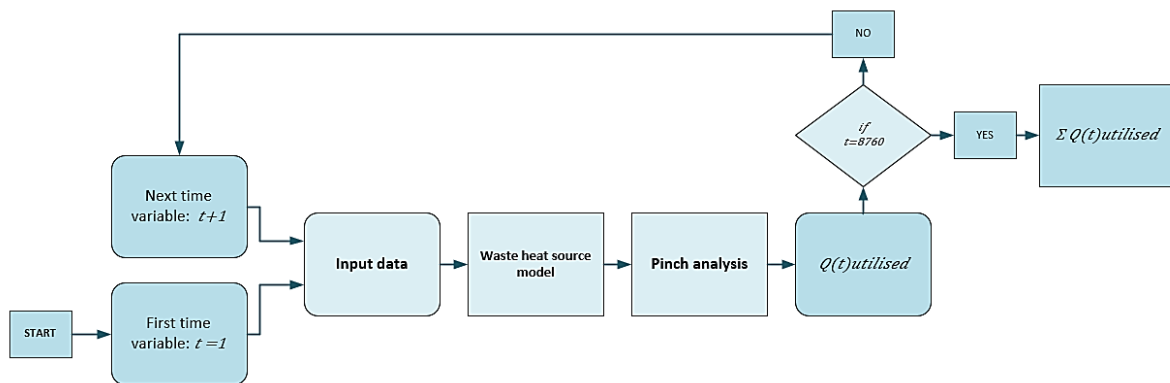 NO
if
t=8760
YES
Σ Q(t)utilised
Next time
variable: t+1
Input data
Waste heat source
model
Pinch analysis
Q(t)utilised
START
First time
variable: t=1